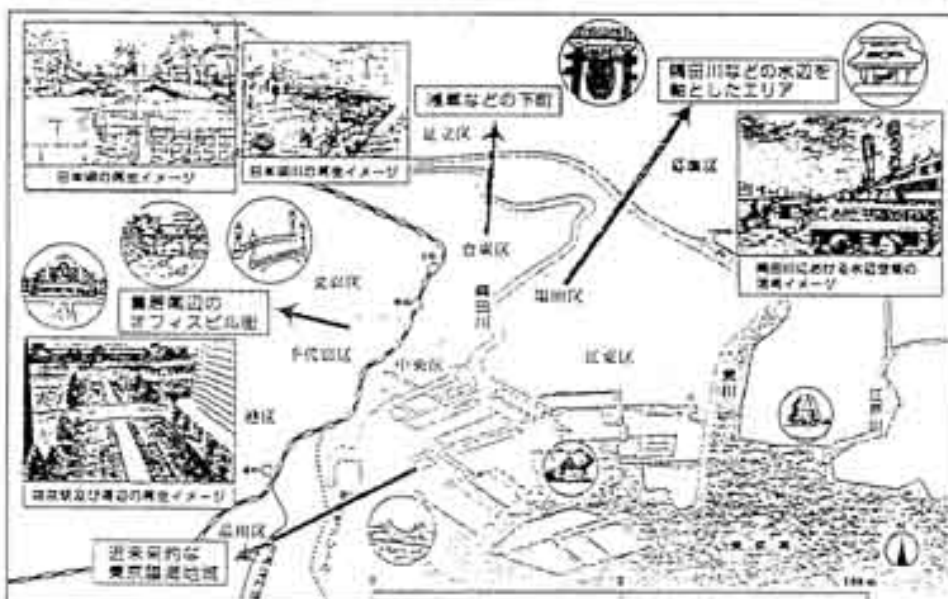 浅草などの下町
隅田川などの水辺を
軸としたエリア
足立区
日本橋の再生イメージ
日本橋川の再生イメージ
台東区
墨田区
隅田川における水辺空間の
文京区
隅田川
皇居周辺の
オフィスビル街
千代田区
中央区
江東区
荒川
港区
東京駅及び周辺の再生イメージ
品川区
近未来的な
東京臨海地域
東京湾